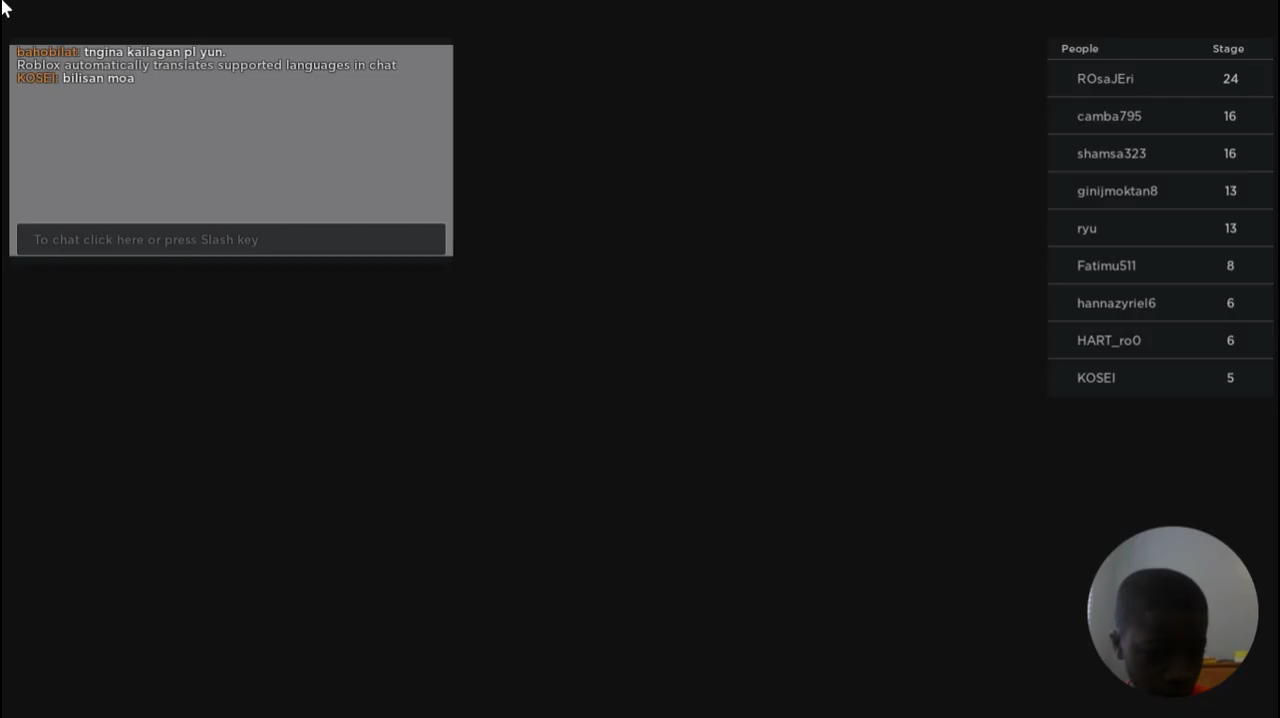 bahobilat: tngina kailagan pl yun.
Roblox automatically translates supported languages in chat
KOSEI: bilisan moa
To chat click here or press Slash key
People Stage
ROsaJEri 24
camba795 16
shamsa323 16
ginijmoktan8 13
ryu 13
Fatimu511 8
hannazyriel6 6
HART_ro0 6
KOSEI 5